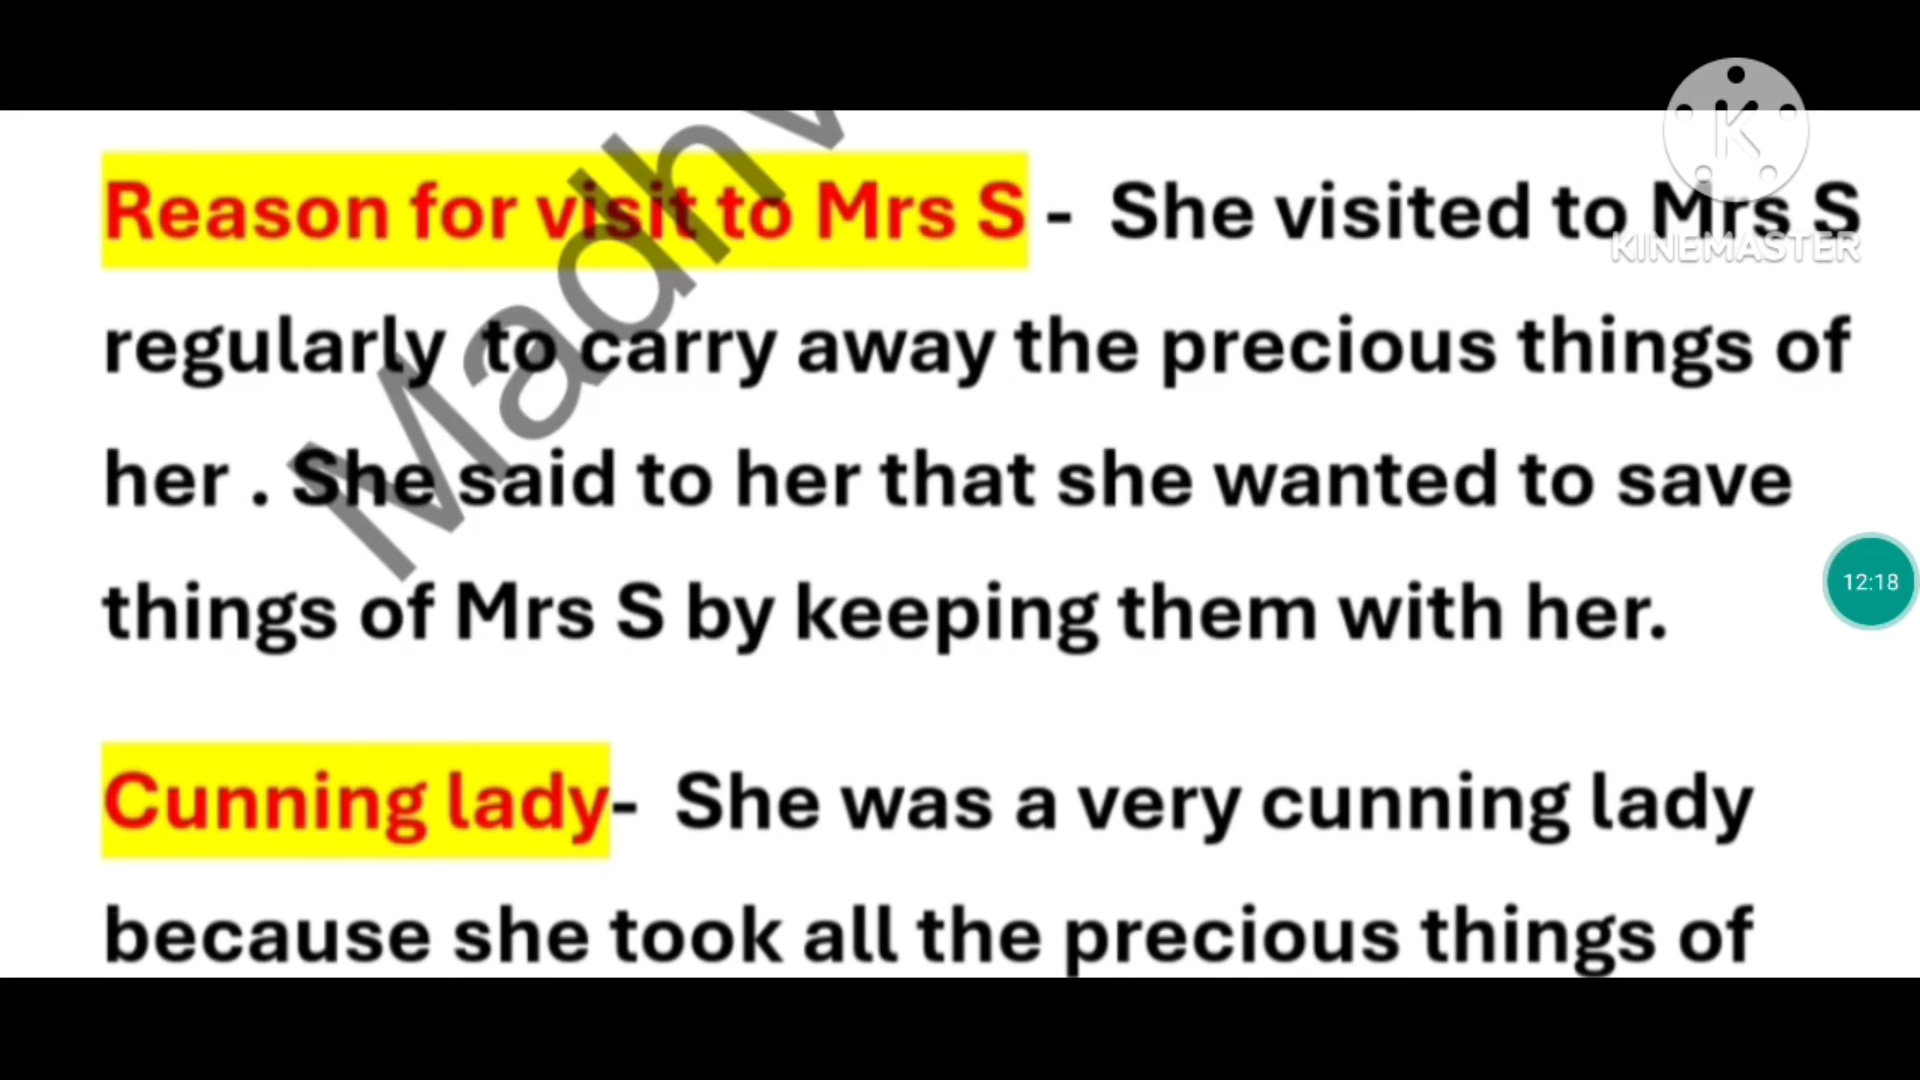 Reason for visit to Mrs S - She visited to Mrs S
KINEMASTER
regularly to carry away the precious things of
her . She said to her that she wanted to save
things of Mrs S by keeping them with her.
12:18
Cunning lady- She was a very cunning lady
because she took all the precious things of
Madhv